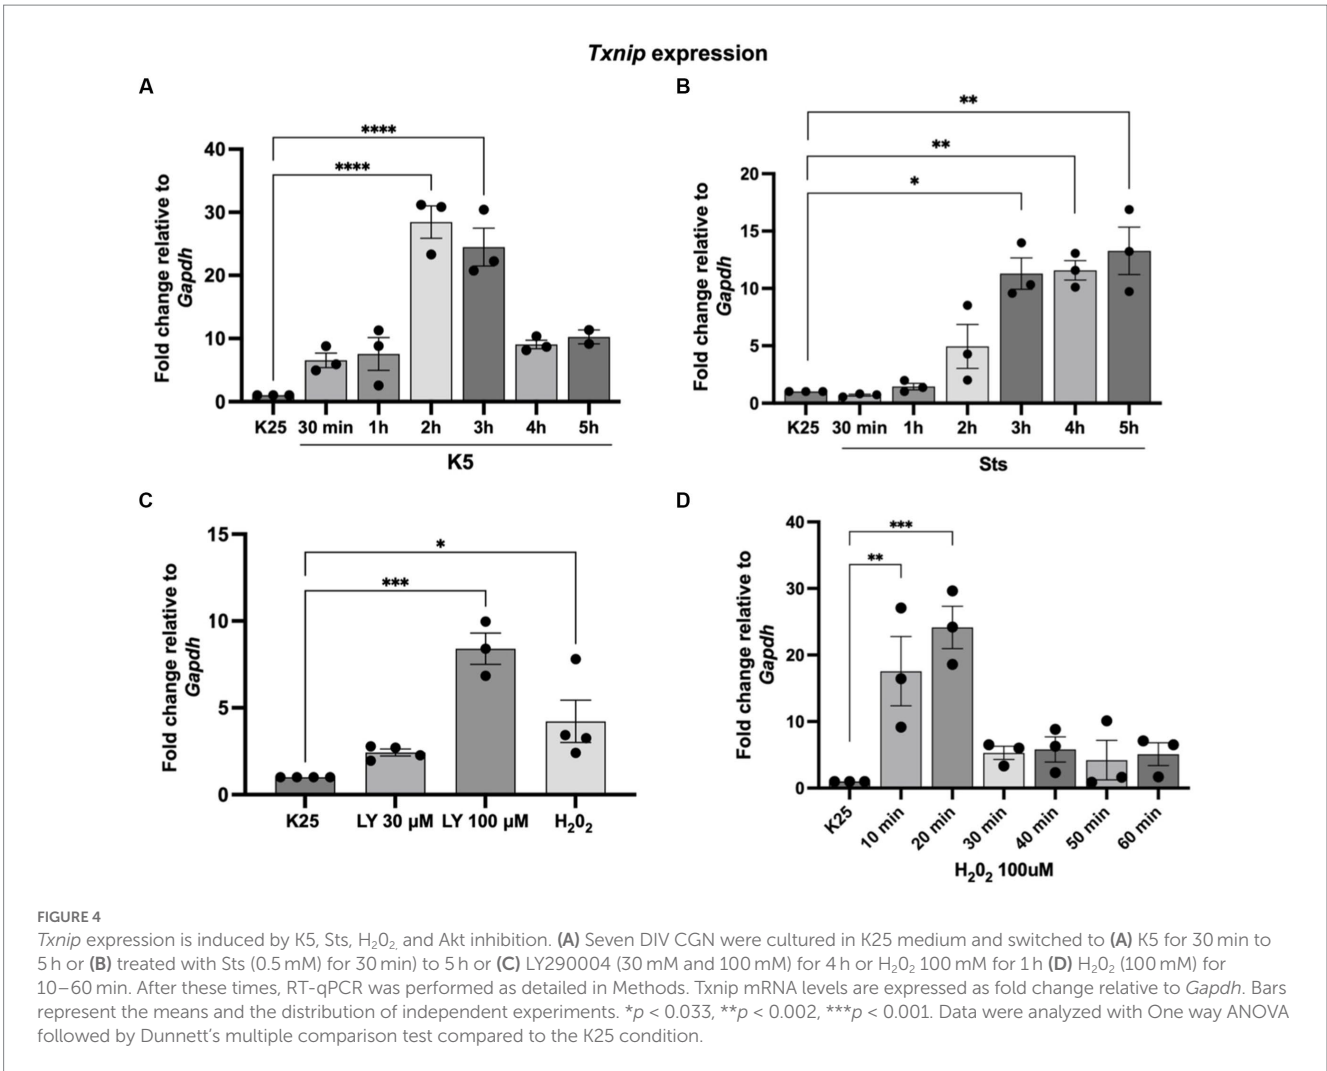 Txnip expression
A
****
****
40
30
20
10
0
Fold change relative to
Gapdh
K25 30 min 1h 2h 3h 4h 5h
K5
B
**
**
*
20
15
10
5
0
Fold change relative to
Gapdh
K25 30 min 1h 2h 3h 4h 5h
Sts
C
*
***
15
10
5
0
Fold change relative to
Gapdh
K25 LY 30 µM LY 100 µM H₂0₂
D
***
**
40
30
20
10
0
Fold change relative to
Gapdh
K25 10 min 20 min 30 min 40 min 50 min 60 min
H₂0₂ 100uM
FIGURE 4
Txnip expression is induced by K5, Sts, H₂0₂, and Akt inhibition. (A) Seven DIV CGN were cultured in K25 medium and switched to (A) K5 for 30 min to
5 h or (B) treated with Sts (0.5 mM) for 30 min) to 5 h or (C) LY290004 (30 mM and 100 mM) for 4 h or H₂0₂ 100 mM for 1 h (D) H₂0₂ (100 mM) for
10–60 min. After these times, RT-qPCR was performed as detailed in Methods. Txnip mRNA levels are expressed as fold change relative to Gapdh. Bars
represent the means and the distribution of independent experiments. *p < 0.033, **p < 0.002, ***p < 0.001. Data were analyzed with One way ANOVA
followed by Dunnett’s multiple comparison test compared to the K25 condition.